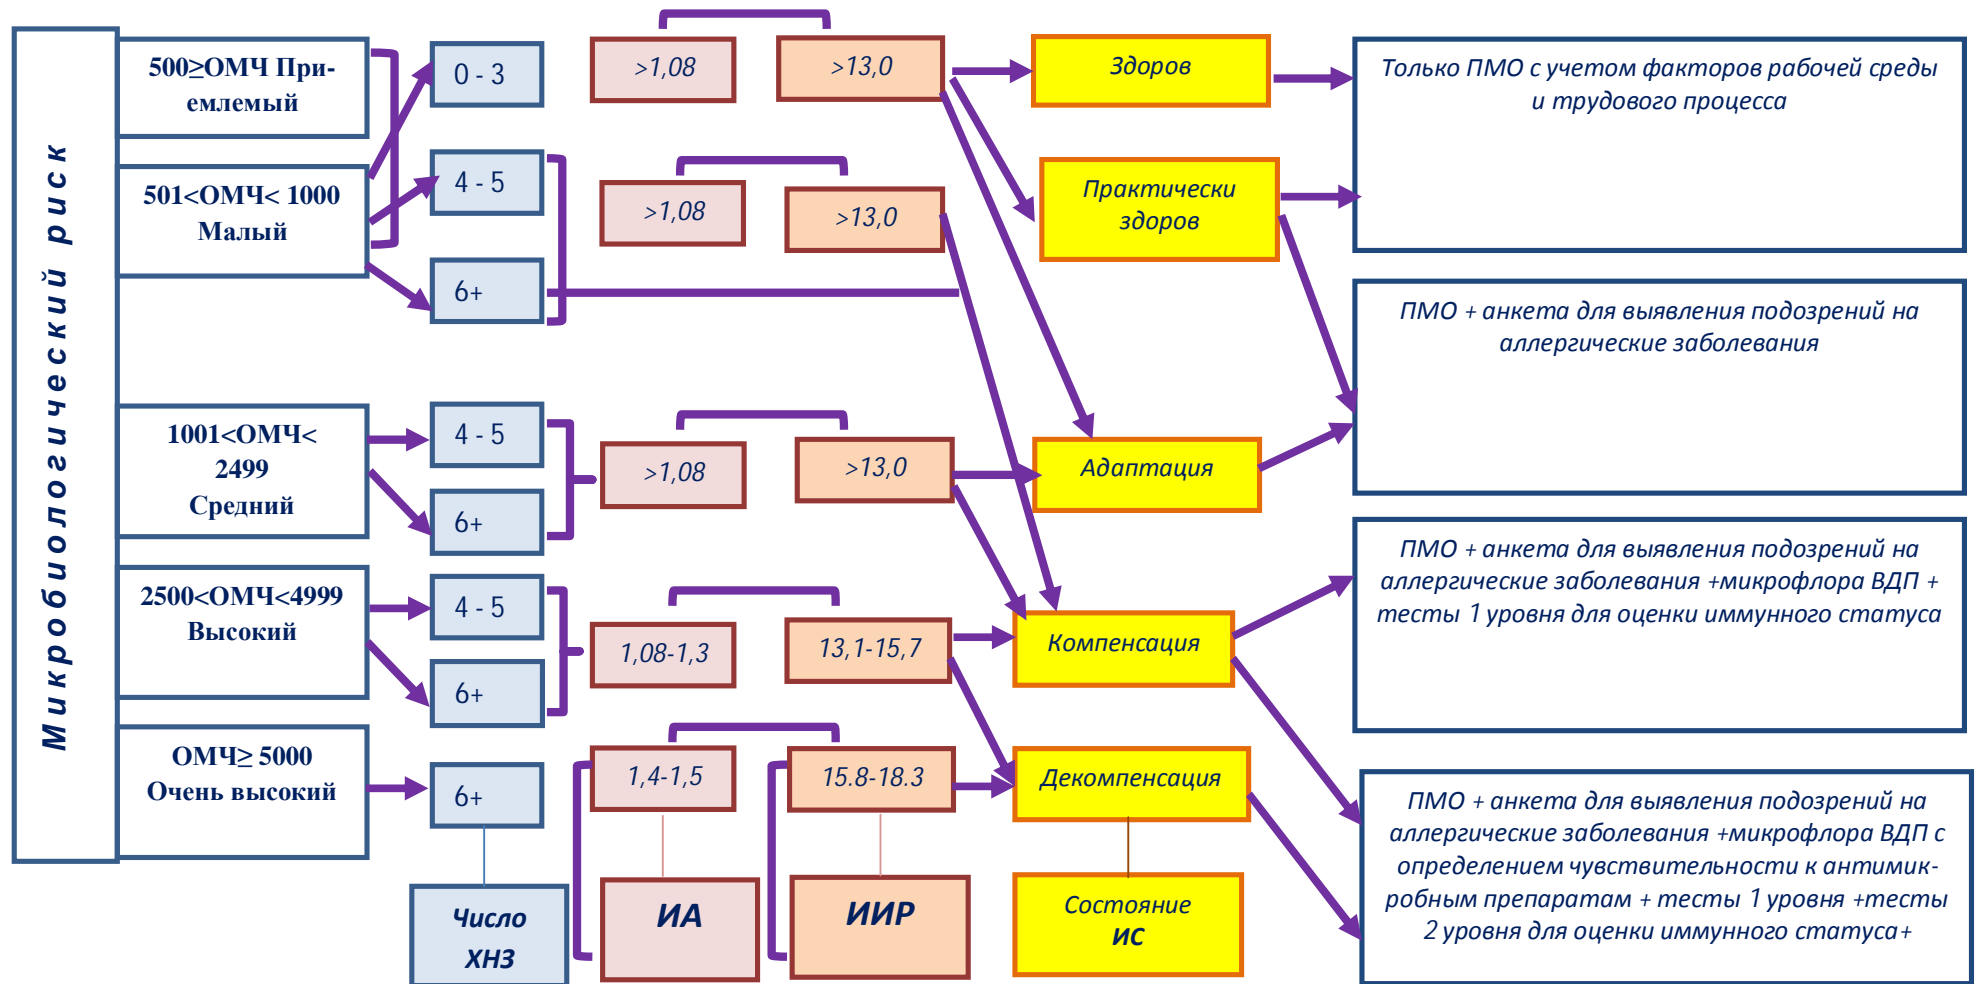 Микробиологический риск
500≥ОМЧ При-
емлемый
501<ОМЧ< 1000
Малый
1001<ОМЧ<
2499
Средний
2500<ОМЧ<4999
Высокий
ОМЧ≥ 5000
Очень высокий
0 - 3
4 - 5
6+
4 - 5
6+
4 - 5
6+
6+
Число
ХНЗ
>1,08
>1,08
>1,08
1,08-1,3
1,4-1,5
ИА
>13,0
>13,0
>13,0
13,1-15,7
15.8-18.3
ИИР
Здоров
Практически
здоров
Адаптация
Компенсация
Декомпенсация
Состояние
ИС
Только ПМО с учетом факторов рабочей среды
и трудового процесса
ПМО + анкета для выявления подозрений на
аллергические заболевания
ПМО + анкета для выявления подозрений на
аллергические заболевания +микрофлора ВДП +
тесты 1 уровня для оценки иммунного статуса
ПМО + анкета для выявления подозрений на
аллергические заболевания +микрофлора ВДП с
определением чувствительности к антимик-
робным препаратам + тесты 1 уровня +тесты
2 уровня для оценки иммунного статуса+